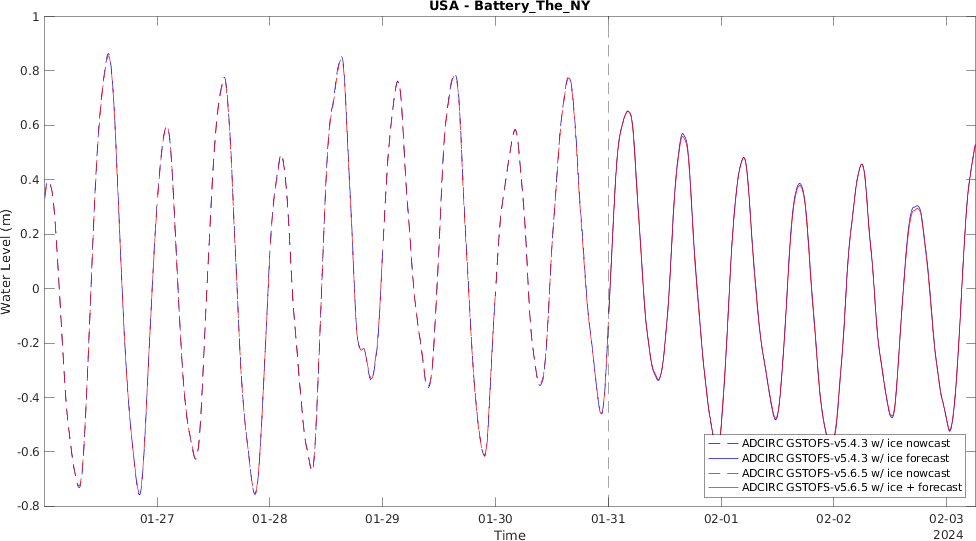 USA - Battery_The_NY
Water Level (m)
1
0.8
0.6
0.4
0.2
0
-0.2
-0.4
-0.6
-0.8
01-27 01-28 01-29 01-30 01-31 02-01 02-02 02-03
Time
2024
ADCIRC GSTOFS-v5.4.3 w/ ice nowcast
ADCIRC GSTOFS-v5.4.3 w/ ice forecast
ADCIRC GSTOFS-v5.6.5 w/ ice nowcast
ADCIRC GSTOFS-v5.6.5 w/ ice + forecast